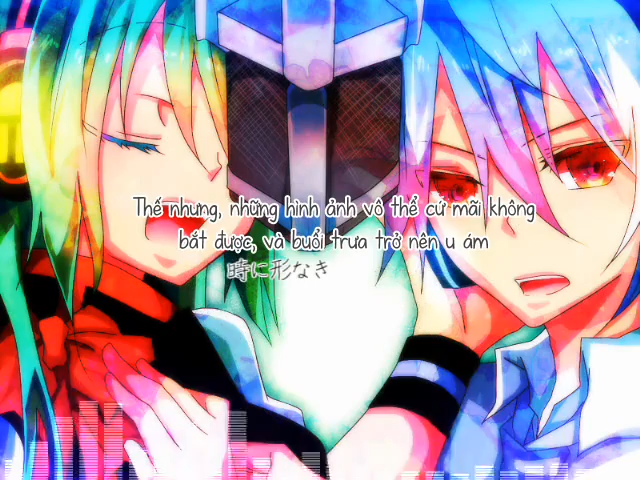 Thế nhưng, những hình ảnh vô thể cứ mãi không
bắt được, và buổi trưa trở nên u ám
時に形なき